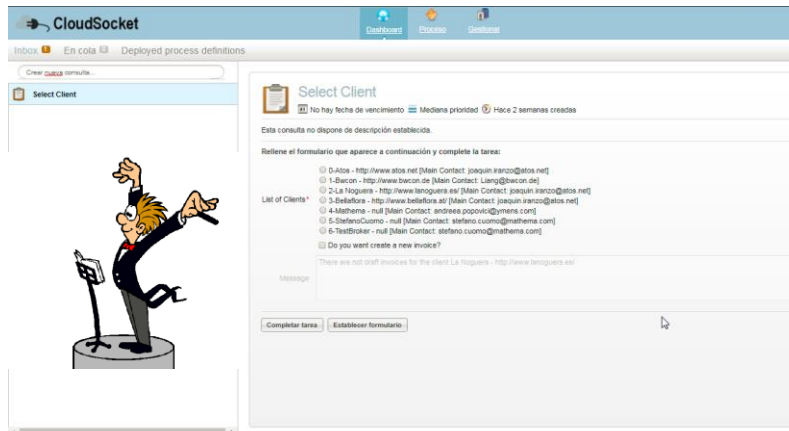 CloudSocket
Dashboard Proceso Gestionar
Inbox En cola Deployed process definitions
Crear nueva consulta...
Select Client
Select Client
No hay fecha de vencimiento Mediana prioridad Hace 2 semanas creadas
Esta consulta no dispone de descripción establecida.
Rellene el formulario que aparece a continuación y complete la tarea:
List of Clients *
0-Atos - http://www.atos.net [Main Contact: joaquin.iranzo@atos.net]
1-Bwcon - http://www.bwcon.de [Main Contact: Liang@bwcon.de]
2-La Noguera - http://www.lanoguera.es/ [Main Contact: joaquin.iranzo@atos.net]
3-Bellaflora - http://www.bellaflora.at/ [Main Contact: joaquin.iranzo@atos.net]
4-Mathema - null [Main Contact: andreea.popovici@ymens.com]
5-StefanoCuomo - null [Main Contact: stefano.cuomo@mathema.com]
6-TestBroker - null [Main Contact: stefano.cuomo@mathema.com]
Do you want create a new invoice?
Message
There are not draft invoices for the client La Noguera - http://www.lanoguera.es/
Completar tarea Establecer formulario